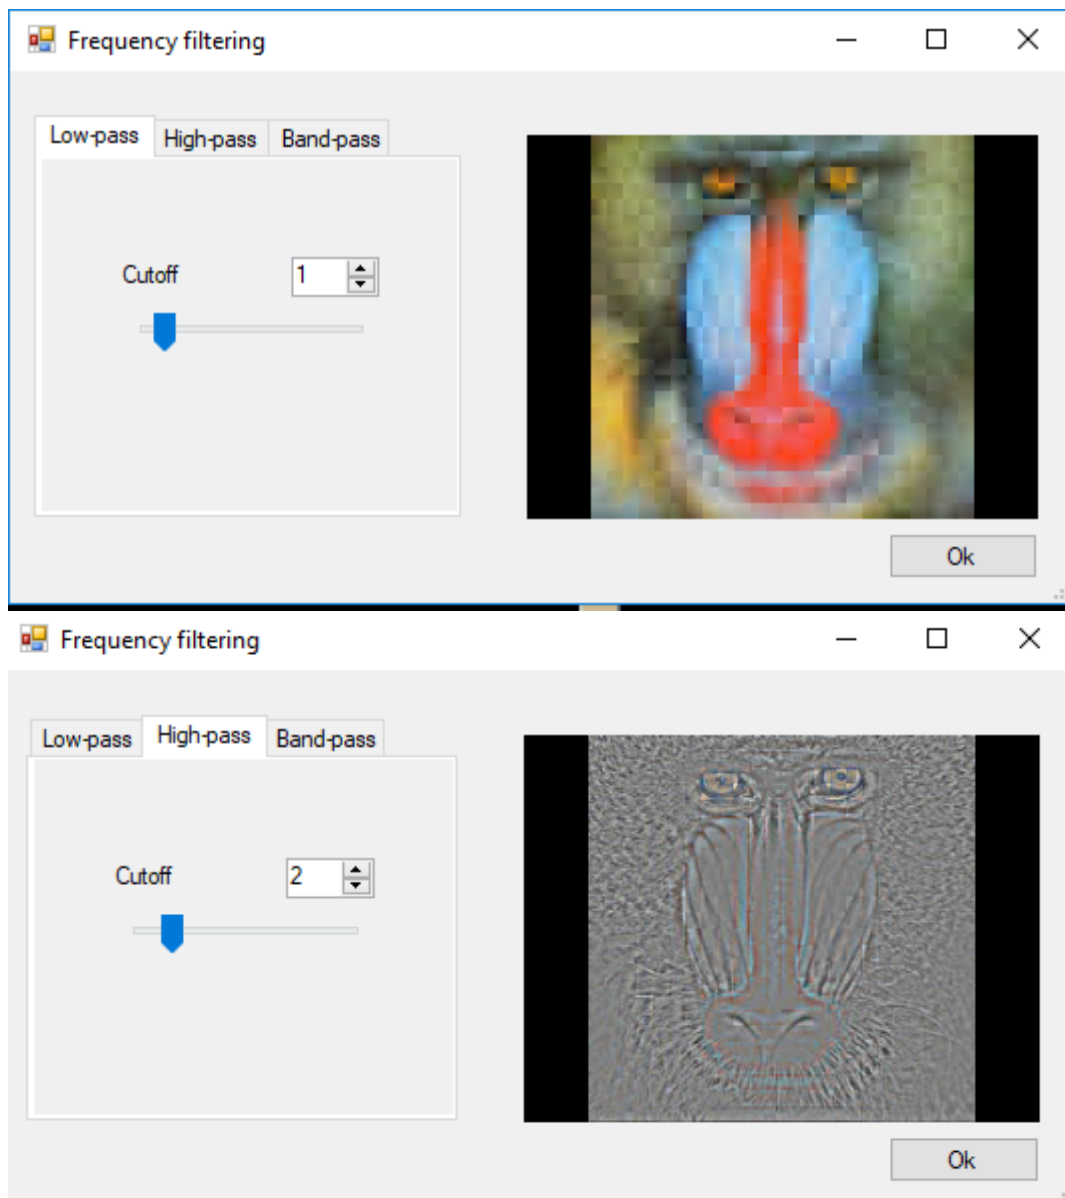 Frequency filtering
Low-pass High-pass Band-pass
Cutoff 1
Ok
Frequency filtering
Low-pass High-pass Band-pass
Cutoff 2
Ok